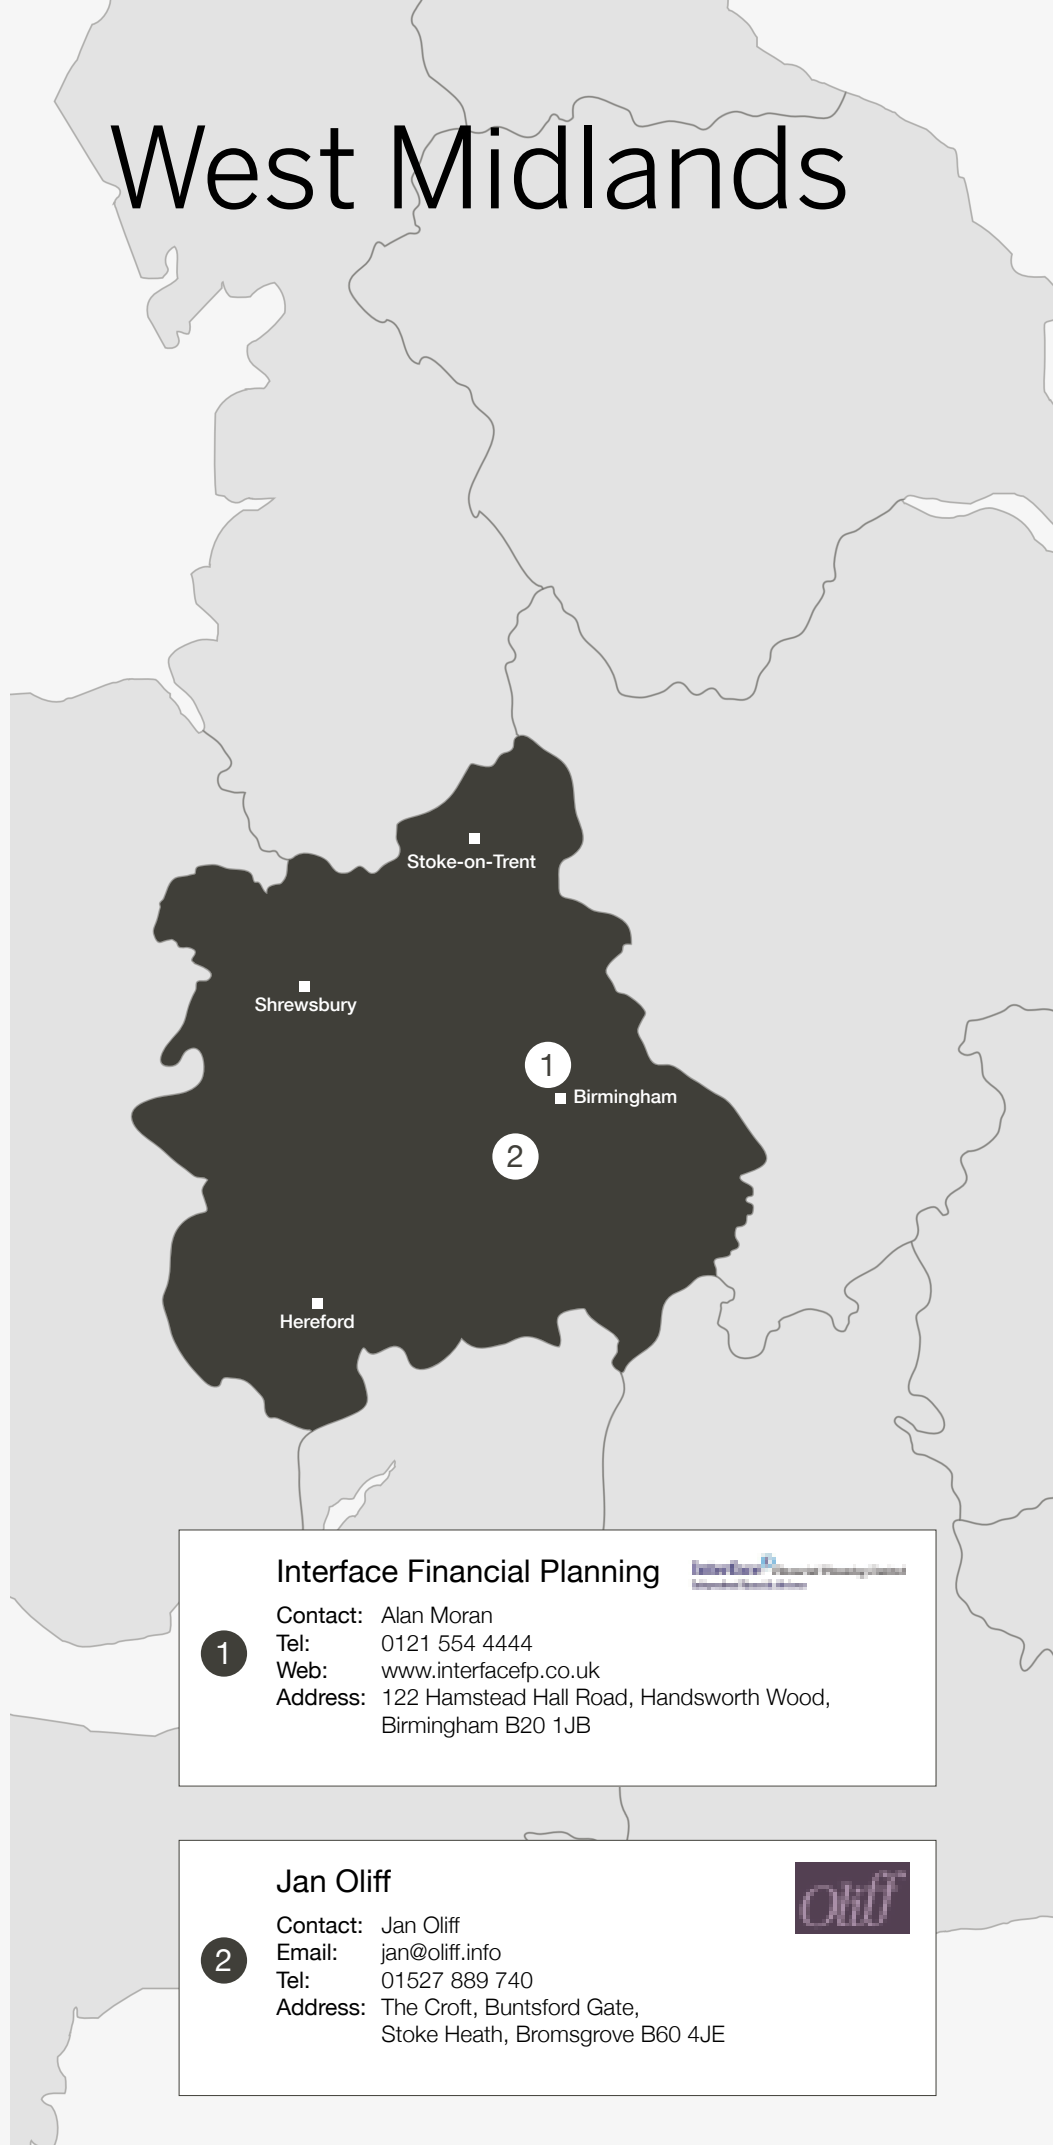 West Midlands
Stoke-on-Trent
Shrewsbury
1
Birmingham
2
Hereford
Interface Financial Planning
Contact: Alan Moran
Tel: 0121 554 4444
1
Web: www.interfacefp.co.uk
Address: 122 Hamstead Hall Road, Handsworth Wood,
Birmingham B20 1JB
Jan Oliff
Oliff
Contact: Jan Oliff
Email: jan@oliff.info
2
Tel: 01527 889 740
Address: The Croft, Buntsford Gate,
Stoke Heath, Bromsgrove B60 4JE